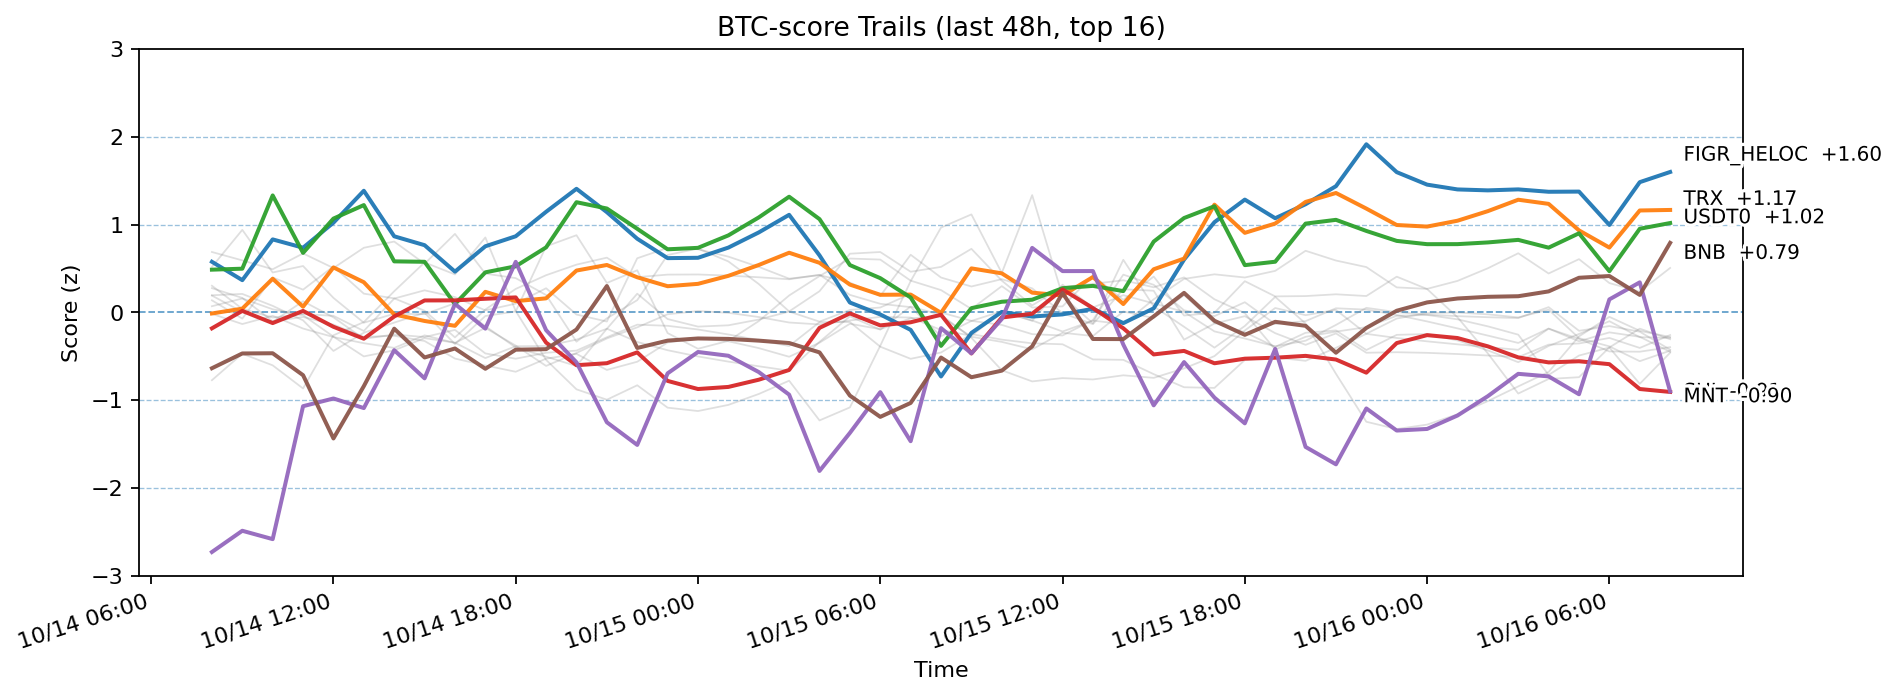 BTC-score Trails (last 48h, top 16)
3
2
1
0
−1
−2
−3
Score (z)
FIGR_HELOC +1.60
TRX +1.17
USDT0 +1.02
BNB +0.79
MNT -0.90
10/14 06:00
10/14 12:00
10/14 18:00
10/15 00:00
10/15 06:00
10/15 12:00
10/15 18:00
10/16 00:00
10/16 06:00
Time